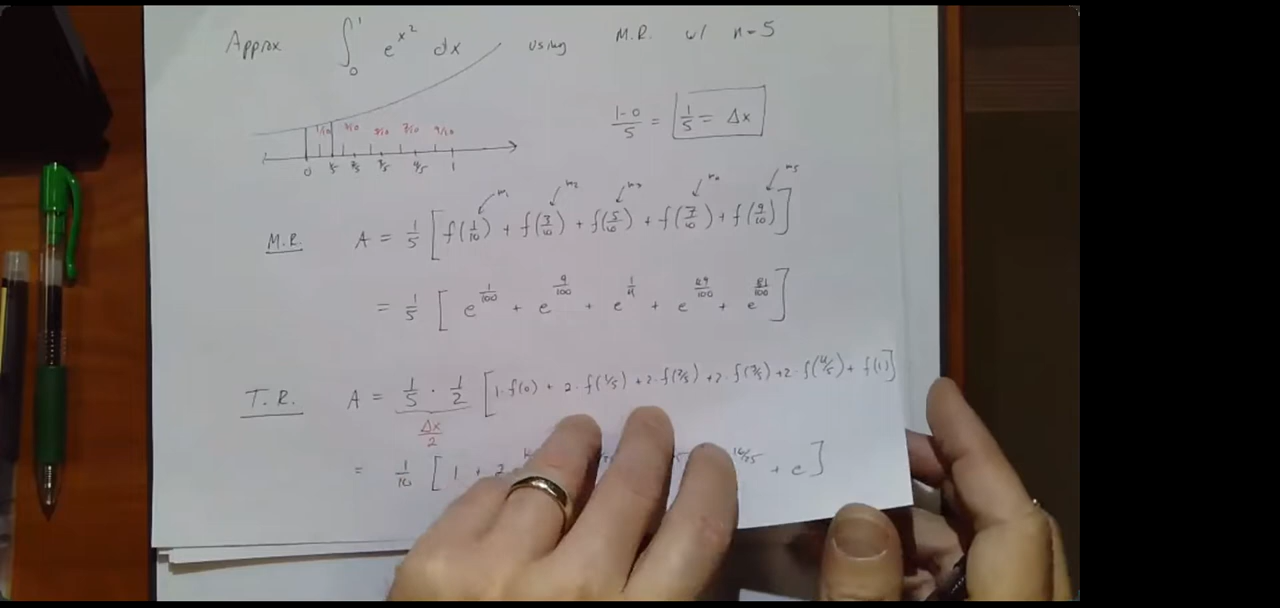 Approx ∫₀¹ e^{x²} dx using M.R. w/ n=5
(1-0)/5 = 1/5 = Δx
1/10 3/10 5/10 7/10 9/10
0 1/5 2/5 3/5 4/5 1
m₁ m₂ m₃ m₄ m₅
M.R. A = 1/5 [f(1/10) + f(3/10) + f(5/10) + f(7/10) + f(9/10)]
= 1/5 [e^{1/100} + e^{9/100} + e^{1/4} + e^{49/100} + e^{81/100}]
T.R. A = 1/5 · 1/2 [1·f(0) + 2·f(1/5) + 2·f(2/5) + 2·f(3/5) + 2·f(4/5) + f(1)]
Δx/2
= 1/10 [1 + 2 16/25 + e]